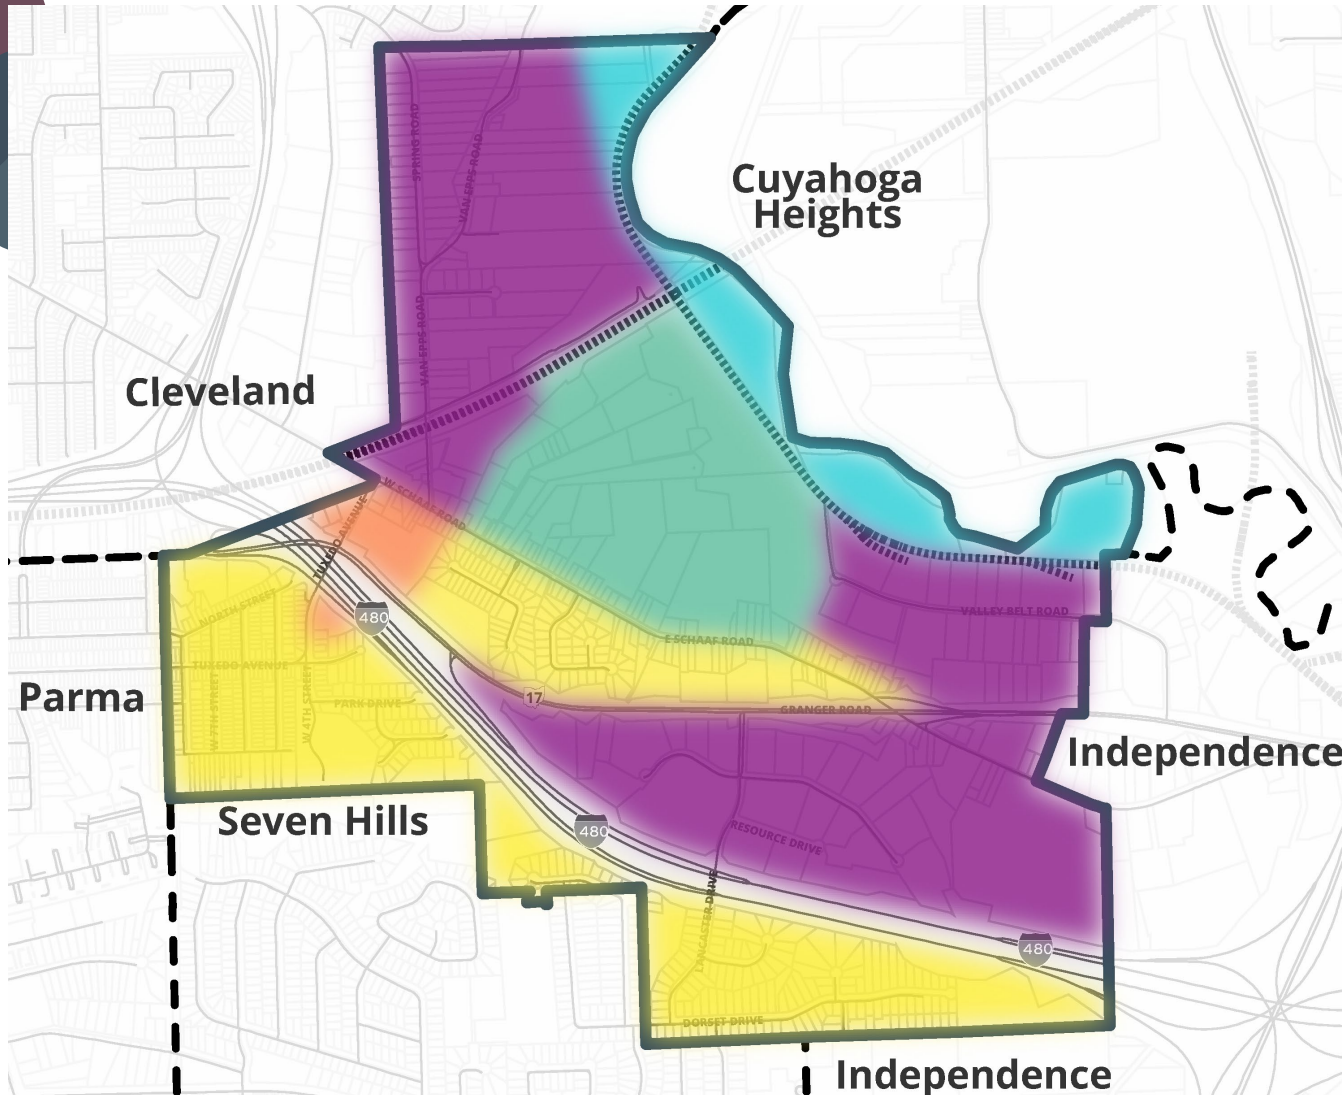 SPRING ROAD
VAN EPPS ROAD
Cuyahoga
Heights
VAN EPPS ROAD
Cleveland
W SCHAAF ROAD
TUXEDO AVENUE
NORTH STREET
480
VALLEY BELT ROAD
E SCHAAF ROAD
TUXEDO AVENUE
Parma
W 7TH STREET
W 4TH STREET
PARK DRIVE
17
GRANGER ROAD
Independence
Seven Hills
480
RESOURCE DRIVE
LANCASTER DRIVE
480
DORSET DRIVE
Independence